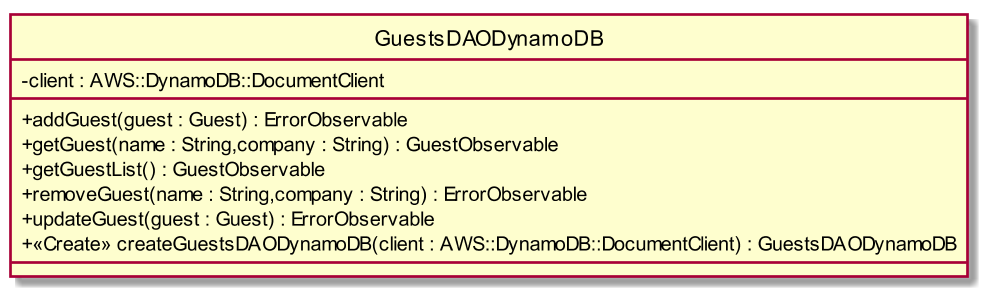 GuestsDAODynamoDB
-client : AWS::DynamoDB::DocumentClient
+addGuest(guest : Guest) : ErrorObservable
+getGuest(name : String,company : String) : GuestObservable
+getGuestList() : GuestObservable
+removeGuest(name : String,company : String) : ErrorObservable
+updateGuest(guest : Guest) : ErrorObservable
+«Create» createGuestsDAODynamoDB(client : AWS::DynamoDB::DocumentClient) : GuestsDAODynamoDB